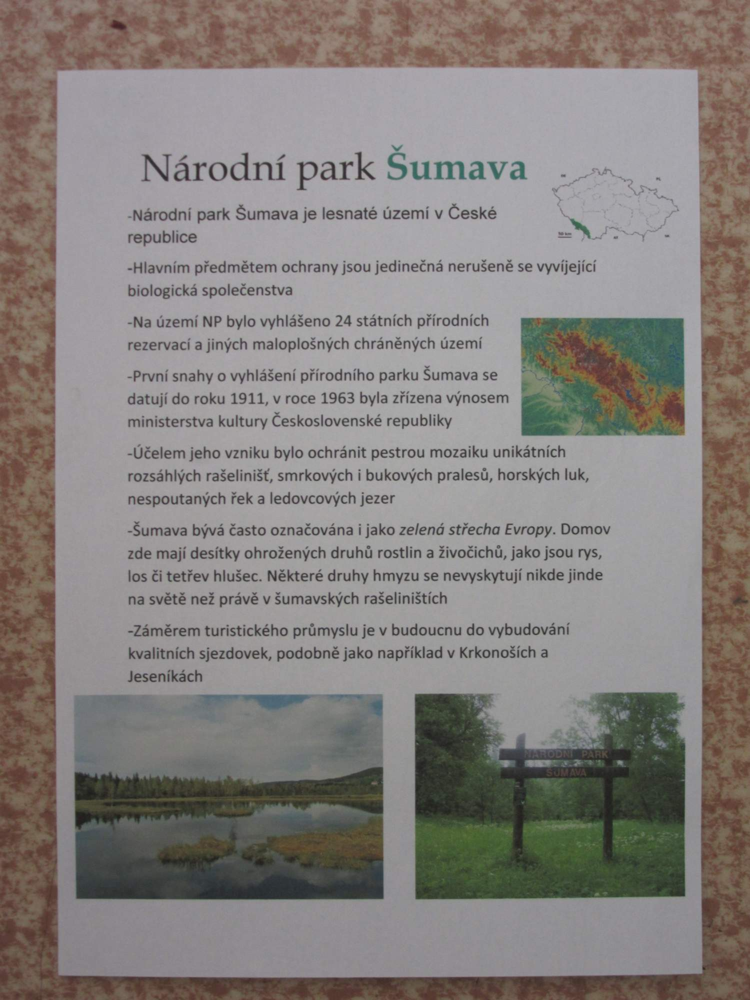 Národní park Šumava
DE
PL
50 km
AT
SK
-Národní park Šumava je lesnaté území v České
republice
-Hlavním předmětem ochrany jsou jedinečná nerušeně se vyvíjející
biologická společenstva
-Na území NP bylo vyhlášeno 24 státních přírodních
rezervací a jiných maloplošných chráněných území
-První snahy o vyhlášení přírodního parku Šumava se
datují do roku 1911, v roce 1963 byla zřízena výnosem
ministerstva kultury Československé republiky
-Účelem jeho vzniku bylo ochránit pestrou mozaiku unikátních
rozsáhlých rašelinišť, smrkových i bukových pralesů, horských luk,
nespoutaných řek a ledovcových jezer
-Šumava bývá často označována i jako zelená střecha Evropy. Domov
zde mají desítky ohrožených druhů rostlin a živočichů, jako jsou rys,
los či tetřev hlušec. Některé druhy hmyzu se nevyskytují nikde jinde
na světě než právě v šumavských rašeliništích
-Záměrem turistického průmyslu je v budoucnu do vybudování
kvalitních sjezdovek, podobně jako například v Krkonoších a
Jeseníkách
NÁRODNÍ PARK
ŠUMAVA